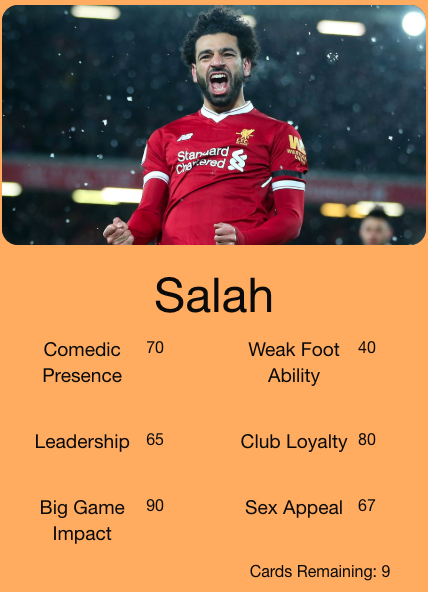 Standard
Chartered
Salah
Comedic Presence 70
Weak Foot Ability 40
Leadership 65
Club Loyalty 80
Big Game Impact 90
Sex Appeal 67
Cards Remaining: 9